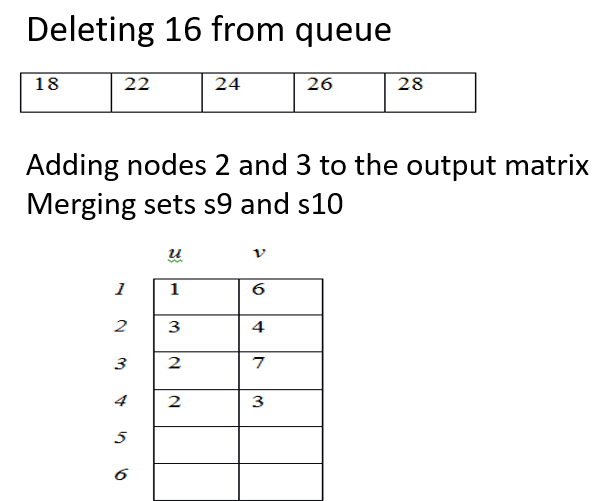 Deleting 16 from queue
18 22 24 26 28
Adding nodes 2 and 3 to the output matrix
Merging sets s9 and s10
u v
1 1 6
2 3 4
3 2 7
4 2 3
5
6